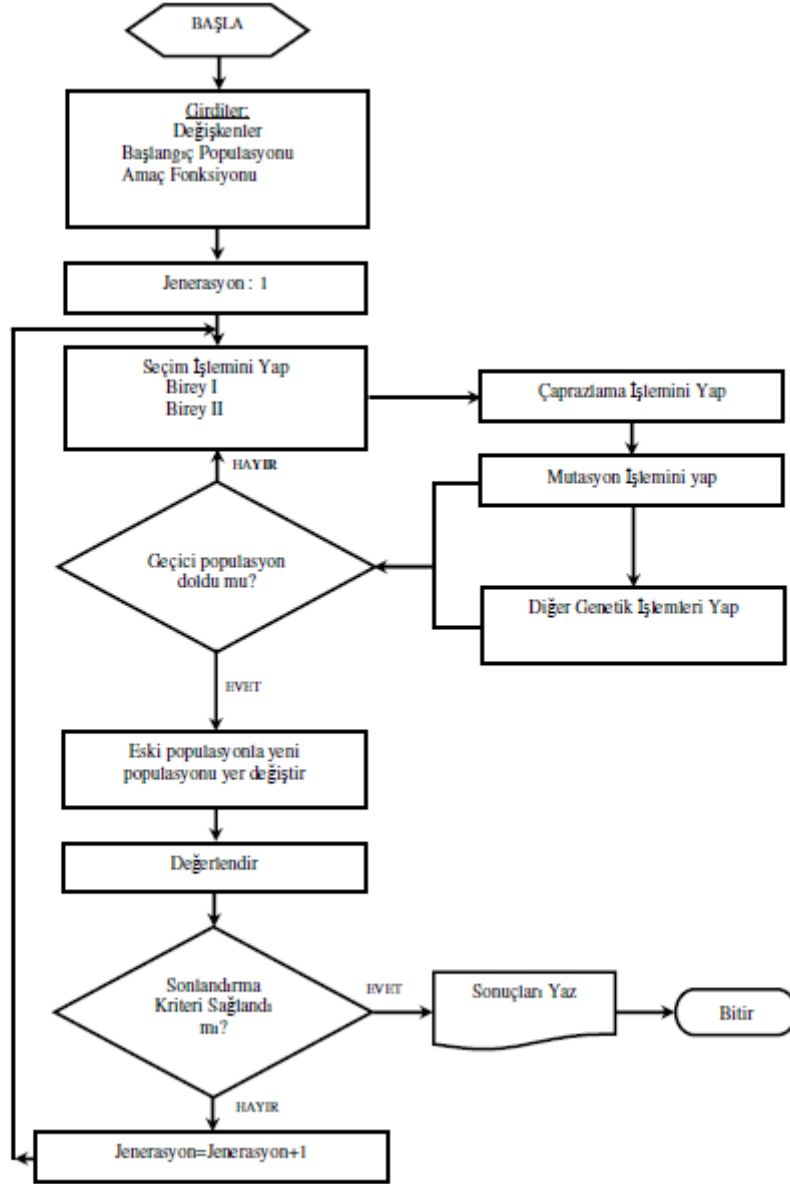 BAŞLA
Girdiler:
Değişkenler
Başlangıç Populasyonu
Amaç Fonksiyonu
Jenerasyon : 1
Seçim İşlemini Yap
Birey I
Birey II
Çaprazlama İşlemini Yap
Mutasyon İşlemini yap
Diğer Genetik İşlemleri Yap
HAYIR
Geçici populasyon
doldu mu?
EVET
Eski populasyonla yeni
populasyonu yer değiştir
Değerlendir
Sonlandırma
Kriteri Sağlandı
mı?
EVET
Sonuçları Yaz
Bitir
HAYIR
Jenerasyon=Jenerasyon+1